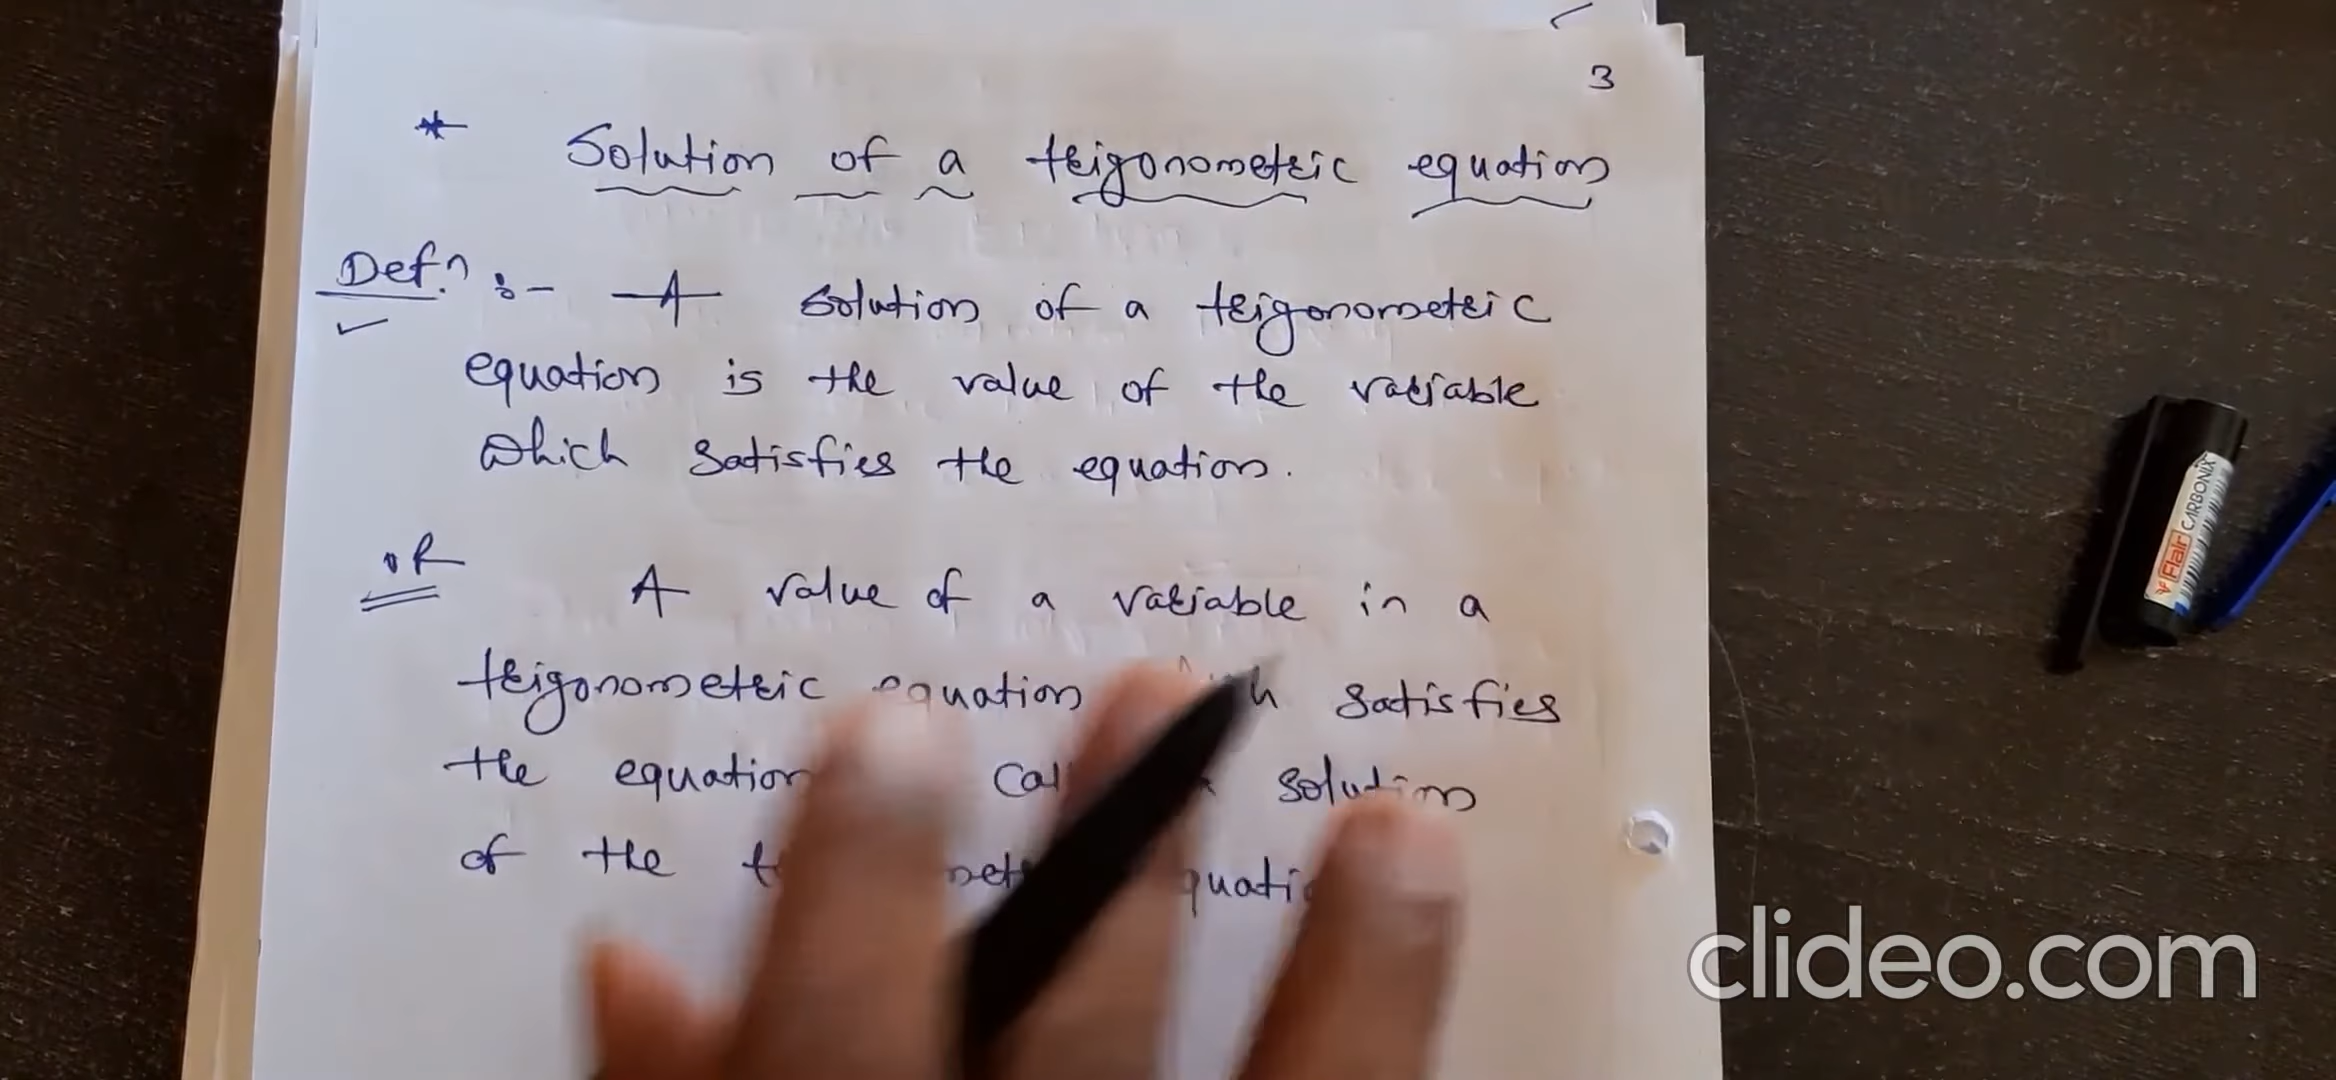 3
* Solution of a trigonometric equation
Defn :- A solution of a trigonometric
equation is the value of the variable
which satisfies the equation.
OR A value of a variable in a
trigonometric equation satisfies
the equation solution
of the
Flair CARBONIX
clideo.com